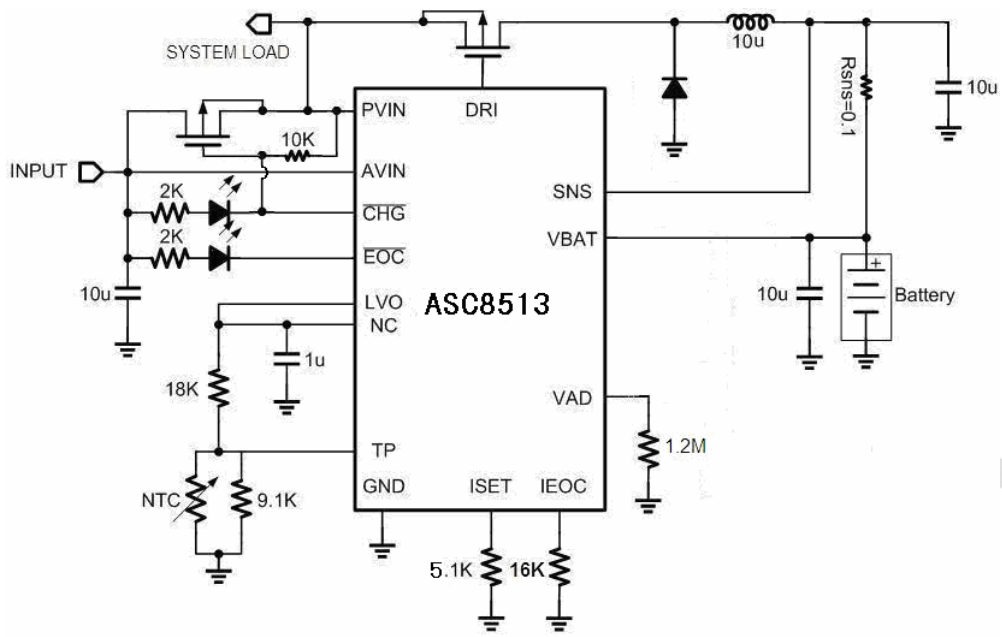 SYSTEM LOAD
10u
Rsns=0.1
10u
PVIN
DRI
10K
INPUT
AVIN
2K
SNS
CHG
2K
VBAT
EOC
10u
LVO
ASC8513
10u
Battery
+
NC
1u
18K
VAD
TP
1.2M
NTC
9.1K
GND
ISET
IEOC
5.1K
16K